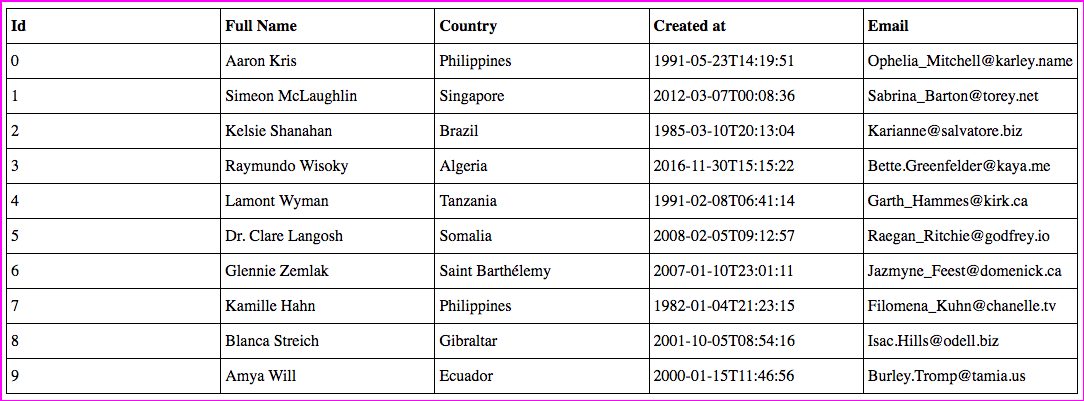 Id Full Name Country Created at Email
0 Aaron Kris Philippines 1991-05-23T14:19:51 Ophelia_Mitchell@karley.name
1 Simeon McLaughlin Singapore 2012-03-07T00:08:36 Sabrina_Barton@torey.net
2 Kelsie Shanahan Brazil 1985-03-10T20:13:04 Karianne@salvatore.biz
3 Raymundo Wisoky Algeria 2016-11-30T15:15:22 Bette.Greenfelder@kaya.me
4 Lamont Wyman Tanzania 1991-02-08T06:41:14 Garth_Hammes@kirk.ca
5 Dr. Clare Langosh Somalia 2008-02-05T09:12:57 Raegan_Ritchie@godfrey.io
6 Glennie Zemlak Saint Barthélemy 2007-01-10T23:01:11 Jazmyne_Feest@domenick.ca
7 Kamille Hahn Philippines 1982-01-04T21:23:15 Filomena_Kuhn@chanelle.tv
8 Blanca Streich Gibraltar 2001-10-05T08:54:16 Isac.Hills@odell.biz
9 Amya Will Ecuador 2000-01-15T11:46:56 Burley.Tromp@tamia.us